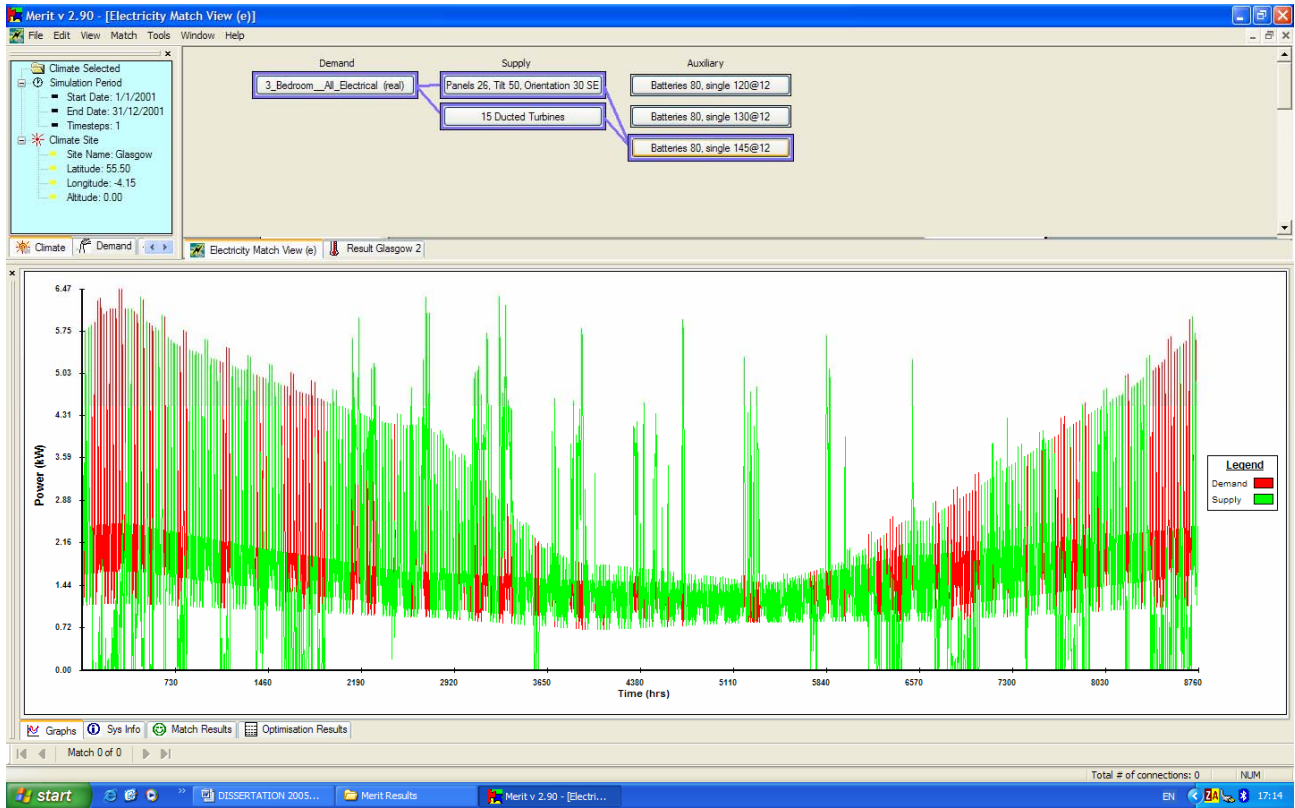 Merit v 2.90 - [Electricity Match View (e)]
File Edit View Match Tools Window Help
Climate Selected
Simulation Period
Start Date: 1/1/2001
End Date: 31/12/2001
Timesteps: 1
Climate Site
Site Name: Glasgow
Latitude: 55.50
Longitude: -4.15
Altitude: 0.00
Climate Demand
Demand Supply Auxiliary
3_Bedroom__All_Electrical (real) Panels 26, Tilt 50, Orientation 30 SE Batteries 80, single 120@12
15 Ducted Turbines Batteries 80, single 130@12
Batteries 80, single 145@12
Electricity Match View (e) Result Glasgow 2
6.47
5.75
5.03
4.31
3.59
2.88
2.16
1.44
0.72
0.00
Power (kW)
730 1460 2190 2920 3650 4380 5110 5840 6570 7300 8030 8760
Time (hrs)
Legend
Demand
Supply
Graphs Sys Info Match Results Optimisation Results
Match 0 of 0
Total # of connections: 0 NUM
start DISSERTATION 2005... Merit Results Merit v 2.90 - [Electri... EN ZA 17:14